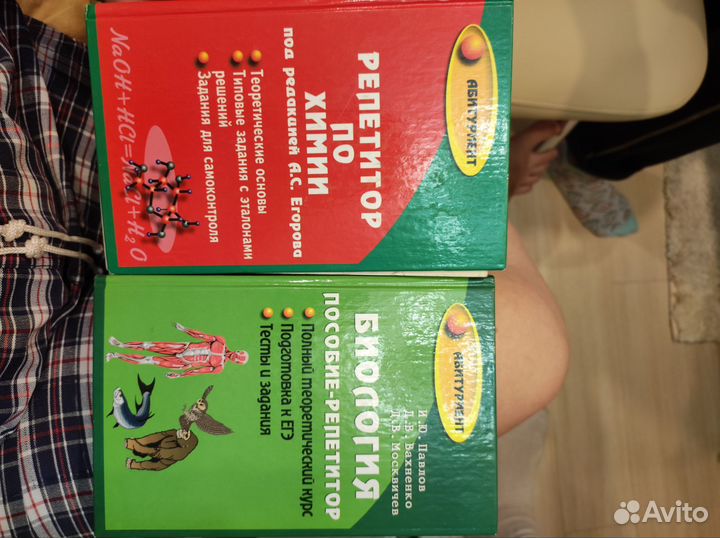 АБИТУРИЕНТ
РЕПЕТИТОР
ПО
ХИМИИ
под редакцией А.С. Егорова
Теоретические основы
Типовые задания с эталонами
решений
Задания для самоконтроля
NaOH+HCl=NaCl+H₂O
АБИТУРИЕНТ
И.Ю. Павлов
Д.В. Вахненко
Д.В. Москвичев
БИОЛОГИЯ
ПОСОБИЕ-РЕПЕТИТОР
Полный теоретический курс
Подготовка к ЕГЭ
Тесты и задания
Avito